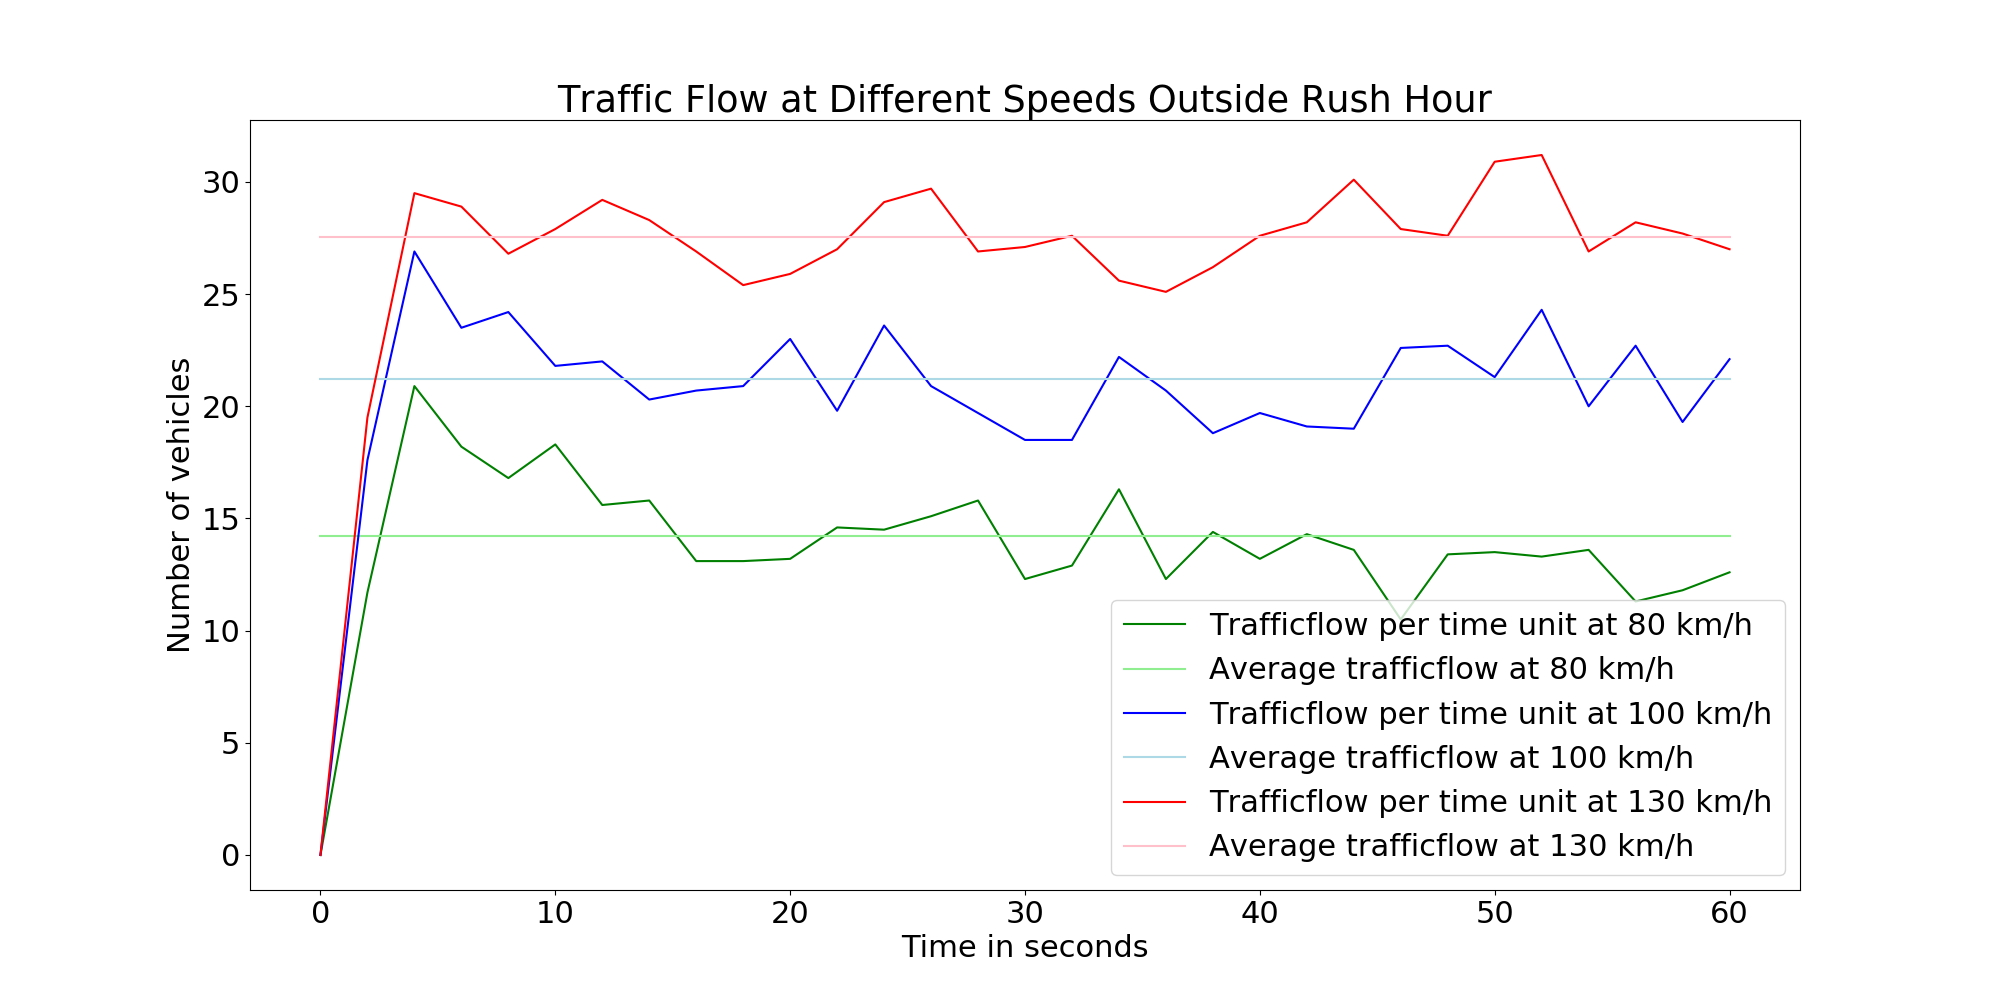 Traffic Flow at Different Speeds Outside Rush Hour
Number of vehicles
30
25
20
15
10
5
0
Trafficflow per time unit at 80 km/h
Average trafficflow at 80 km/h
Trafficflow per time unit at 100 km/h
Average trafficflow at 100 km/h
Trafficflow per time unit at 130 km/h
Average trafficflow at 130 km/h
0 10 20 30 40 50 60
Time in seconds